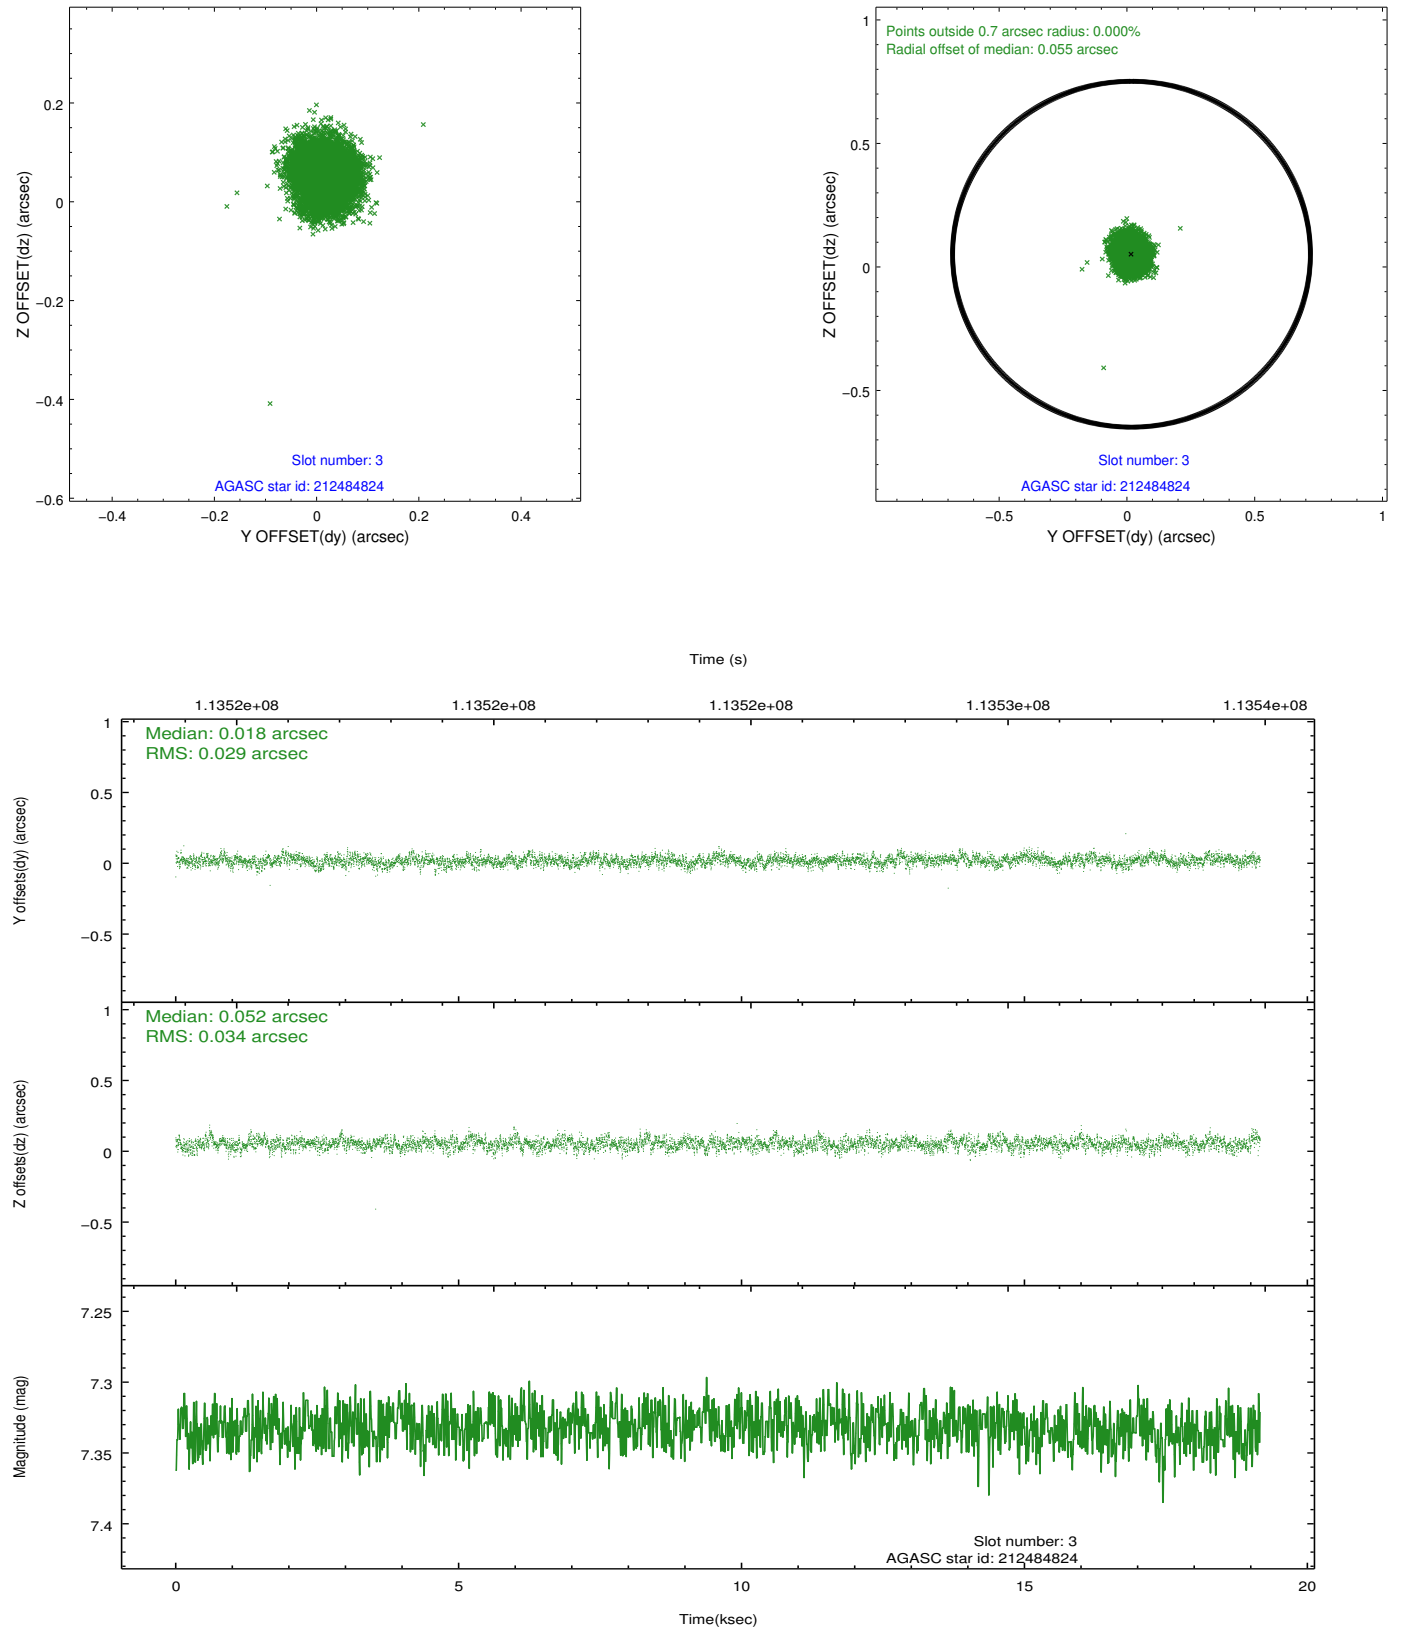 0.2
0
−0.2
−0.4
−0.6
Z OFFSET(dz) (arcsec)
Slot number: 3
AGASC star id: 212484824
−0.4
−0.2
0
0.2
0.4
Y OFFSET(dy) (arcsec)
Points outside 0.7 arcsec radius: 0.000%
Radial offset of median: 0.055 arcsec
1
0.5
0
−0.5
Z OFFSET(dz) (arcsec)
Slot number: 3
AGASC star id: 212484824
−0.5
0
0.5
1
Y OFFSET(dy) (arcsec)
Time (s)
1.1352e+08
1.1352e+08
1.1352e+08
1.1353e+08
1.1354e+08
Median: 0.018 arcsec
RMS: 0.029 arcsec
1
0.5
0
−0.5
Y offsets(dy) (arcsec)
Median: 0.052 arcsec
RMS: 0.034 arcsec
1
0.5
0
−0.5
Z offsets(dz) (arcsec)
7.25
7.3
7.35
7.4
Magnitude (mag)
Slot number: 3
AGASC star id: 212484824
0
5
10
15
20
Time(ksec)